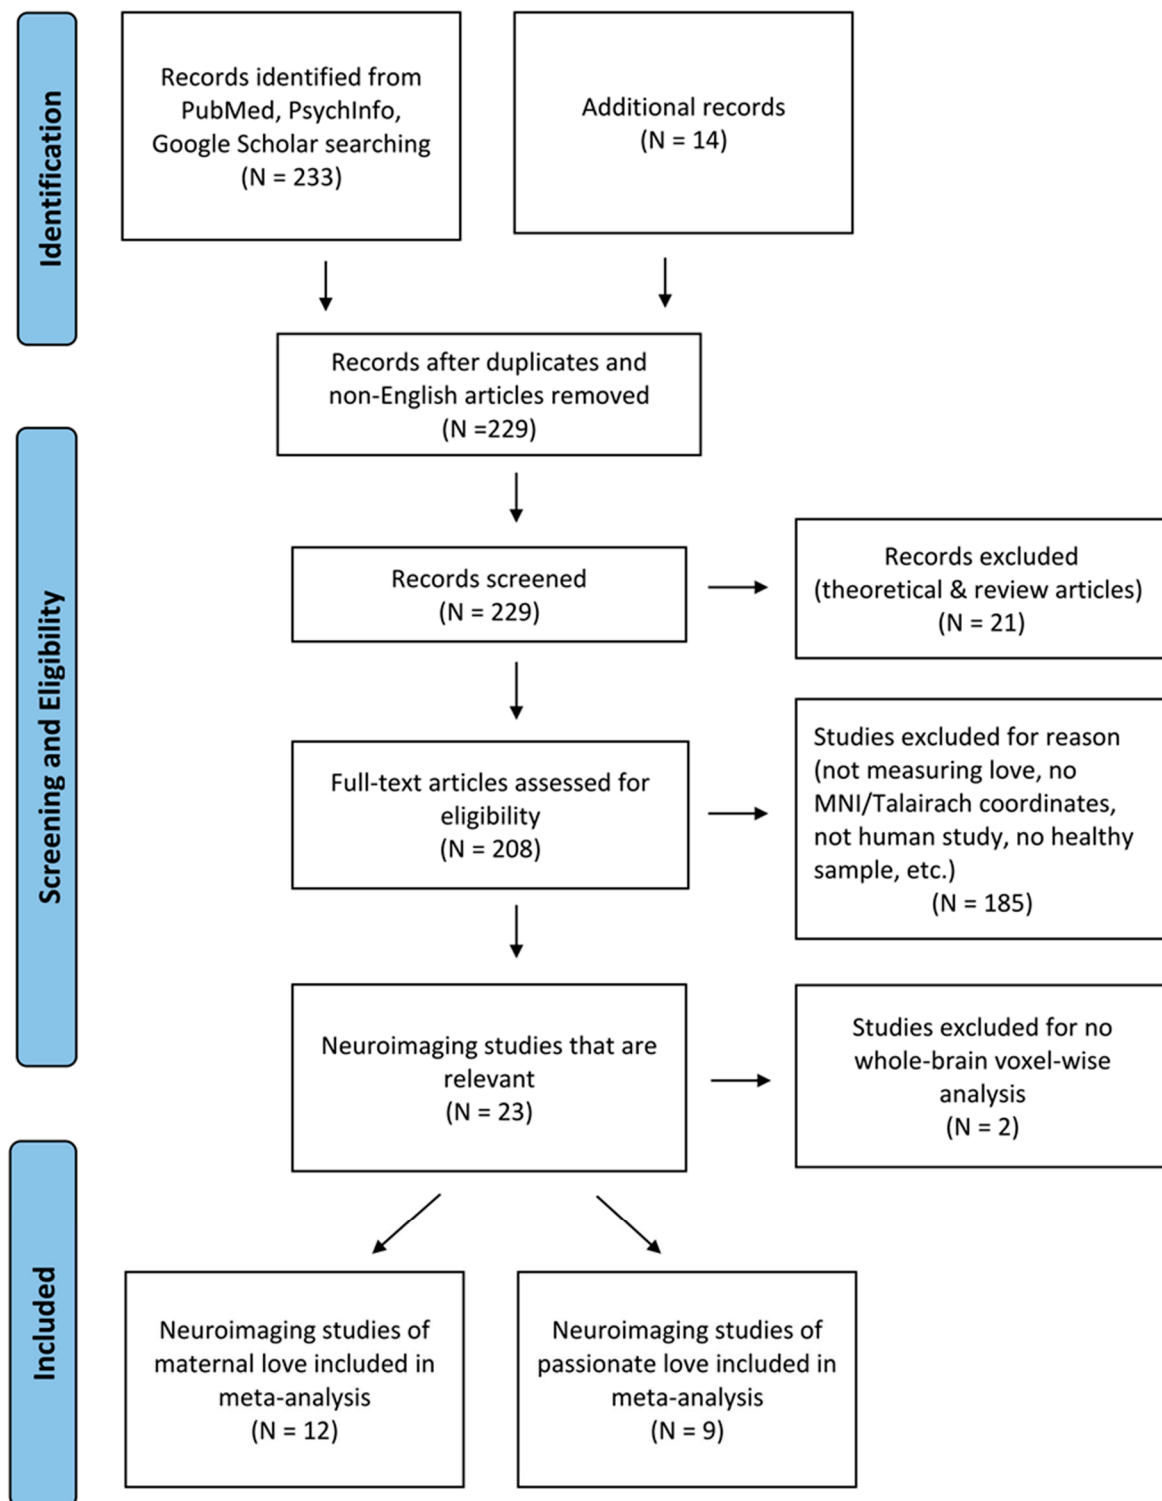 Identification
Records identified from
PubMed, PsychInfo,
Google Scholar searching
(N = 233)
Additional records
(N = 14)
Records after duplicates and
non-English articles removed
(N =229)
Screening and Eligibility
Records screened
(N = 229)
Records excluded
(theoretical & review articles)
(N = 21)
Full-text articles assessed for
eligibility
(N = 208)
Studies excluded for reason
(not measuring love, no
MNI/Talairach coordinates,
not human study, no healthy
sample, etc.)
(N = 185)
Neuroimaging studies that are
relevant
(N = 23)
Studies excluded for no
whole-brain voxel-wise
analysis
(N = 2)
Included
Neuroimaging studies of
maternal love included in
meta-analysis
(N = 12)
Neuroimaging studies of
passionate love included in
meta-analysis
(N = 9)